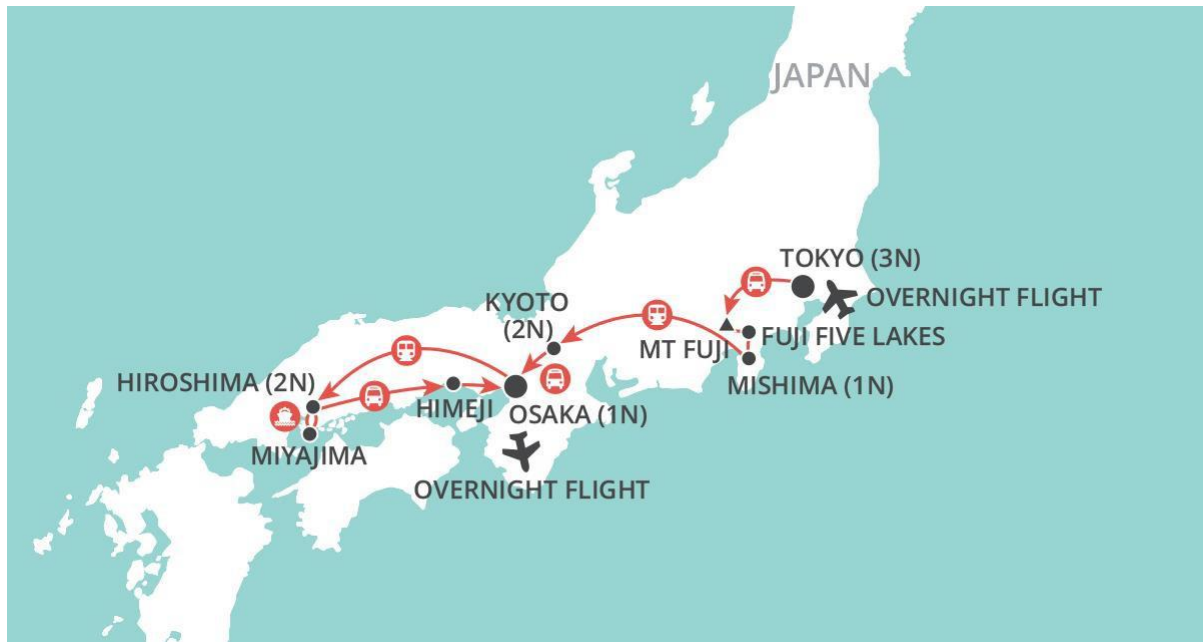 JAPAN
TOKYO (3N)
OVERNIGHT FLIGHT
KYOTO
(2N)
MT FUJI
FUJI FIVE LAKES
MISHIMA (1N)
HIROSHIMA (2N)
HIMEJI
OSAKA (1N)
MIYAJIMA
OVERNIGHT FLIGHT